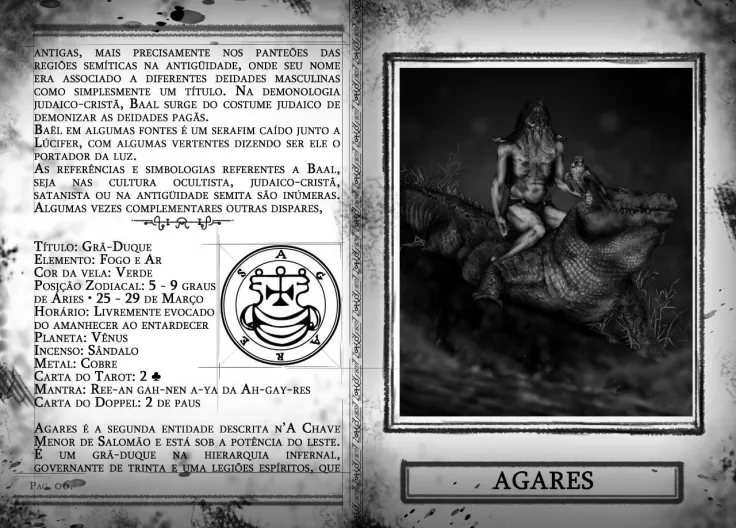 ANTIGAS, MAIS PRECISAMENTE NOS PANTEÕES DAS
REGIÕES SEMÍTICAS NA ANTIGÜIDADE, ONDE SEU NOME
ERA ASSOCIADO A DIFERENTES DEIDADES MASCULINAS
COMO SIMPLESMENTE UM TÍTULO. NA DEMONOLOGIA
JUDAICO-CRISTÃ, BAAL SURGE DO COSTUME JUDAICO DE
DEMONIZAR AS DEIDADES PAGÃS.
BAËL EM ALGUMAS FONTES É UM SERAFIM CAÍDO JUNTO A
LÚCIFER, COM ALGUMAS VERTENTES DIZENDO SER ELE O
PORTADOR DA LUZ.
AS REFERÊNCIAS E SIMBOLOGIAS REFERENTES A BAAL,
SEJA NAS CULTURA OCULTISTA, JUDAICO-CRISTÃ,
SATANISTA OU NA ANTIGÜIDADE SEMITA SÃO INÚMERAS.
ALGUMAS VEZES COMPLEMENTARES OUTRAS DISPARES,
TÍTULO: GRÃ-DUQUE
ELEMENTO: FOGO E AR
COR DA VELA: VERDE
POSIÇÃO ZODIACAL: 5 - 9 GRAUS
DE ÁRIES • 25 - 29 DE MARÇO
HORÁRIO: LIVREMENTE EVOCADO
DO AMANHECER AO ENTARDECER
PLANETA: VÊNUS
INCENSO: SÂNDALO
METAL: COBRE
CARTA DO TAROT: 2 ♣
MANTRA: REE-AN GAH-NEN A-YA DA AH-GAY-RES
CARTA DO DOPPEL: 2 DE PAUS
A G A R E S
AGARES É A SEGUNDA ENTIDADE DESCRITA N'A CHAVE
MENOR DE SALOMÃO E ESTÁ SOB A POTÊNCIA DO LESTE.
É UM GRÃ-DUQUE NA HIERARQUIA INFERNAL,
GOVERNANTE DE TRINTA E UMA LEGIÕES ESPÍRITOS, QUE
PAG. 06.
AGARES